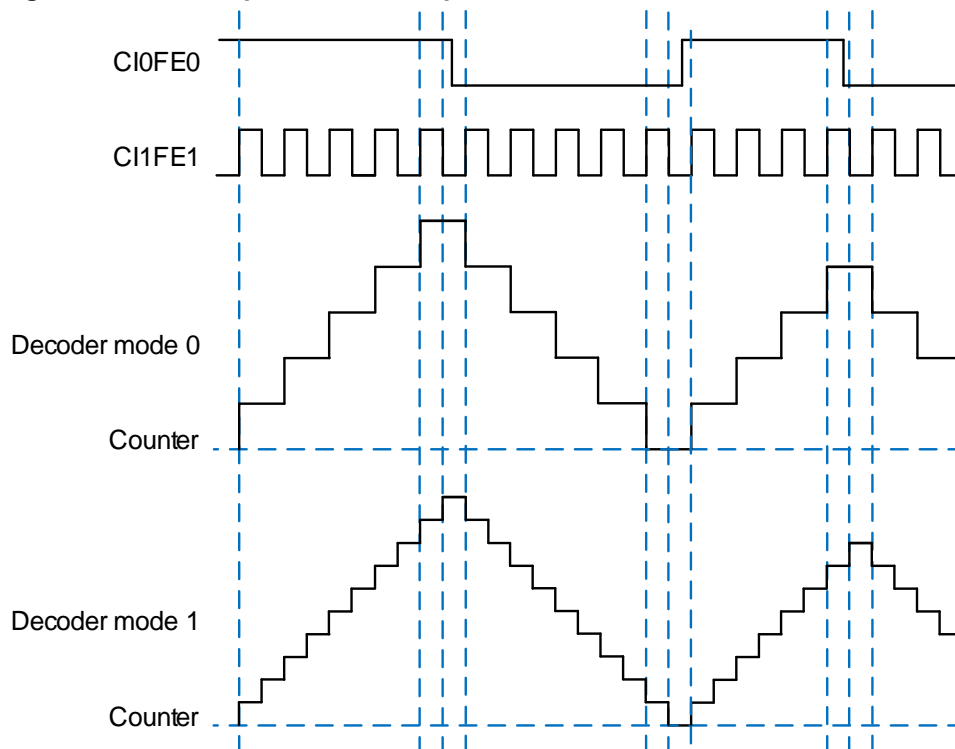 CI0FE0
CI1FE1
Decoder mode 0
Counter
Decoder mode 1
Counter